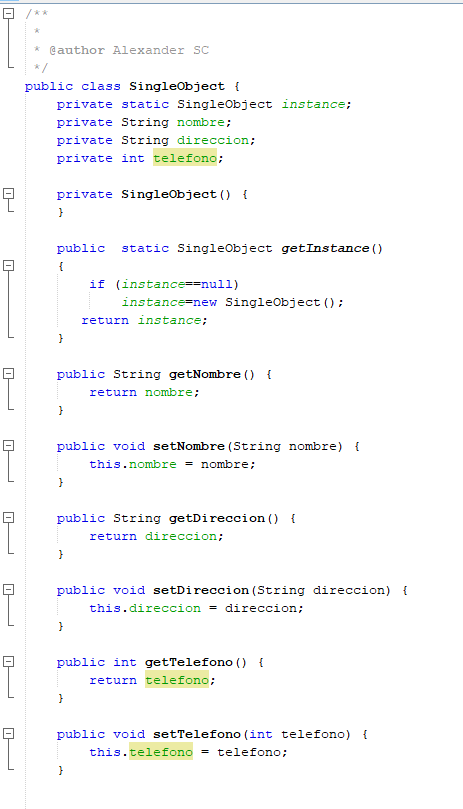 /**
 *
 * @author Alexander SC
 */
public class SingleObject {
    private static SingleObject instance;
    private String nombre;
    private String direccion;
    private int telefono;

    private SingleObject() {
    }

    public  static SingleObject getInstance()
    {
        if (instance==null)
            instance=new SingleObject();
       return instance;
    }

    public String getNombre() {
        return nombre;
    }

    public void setNombre(String nombre) {
        this.nombre = nombre;
    }

    public String getDireccion() {
        return direccion;
    }

    public void setDireccion(String direccion) {
        this.direccion = direccion;
    }

    public int getTelefono() {
        return telefono;
    }

    public void setTelefono(int telefono) {
        this.telefono = telefono;
    }